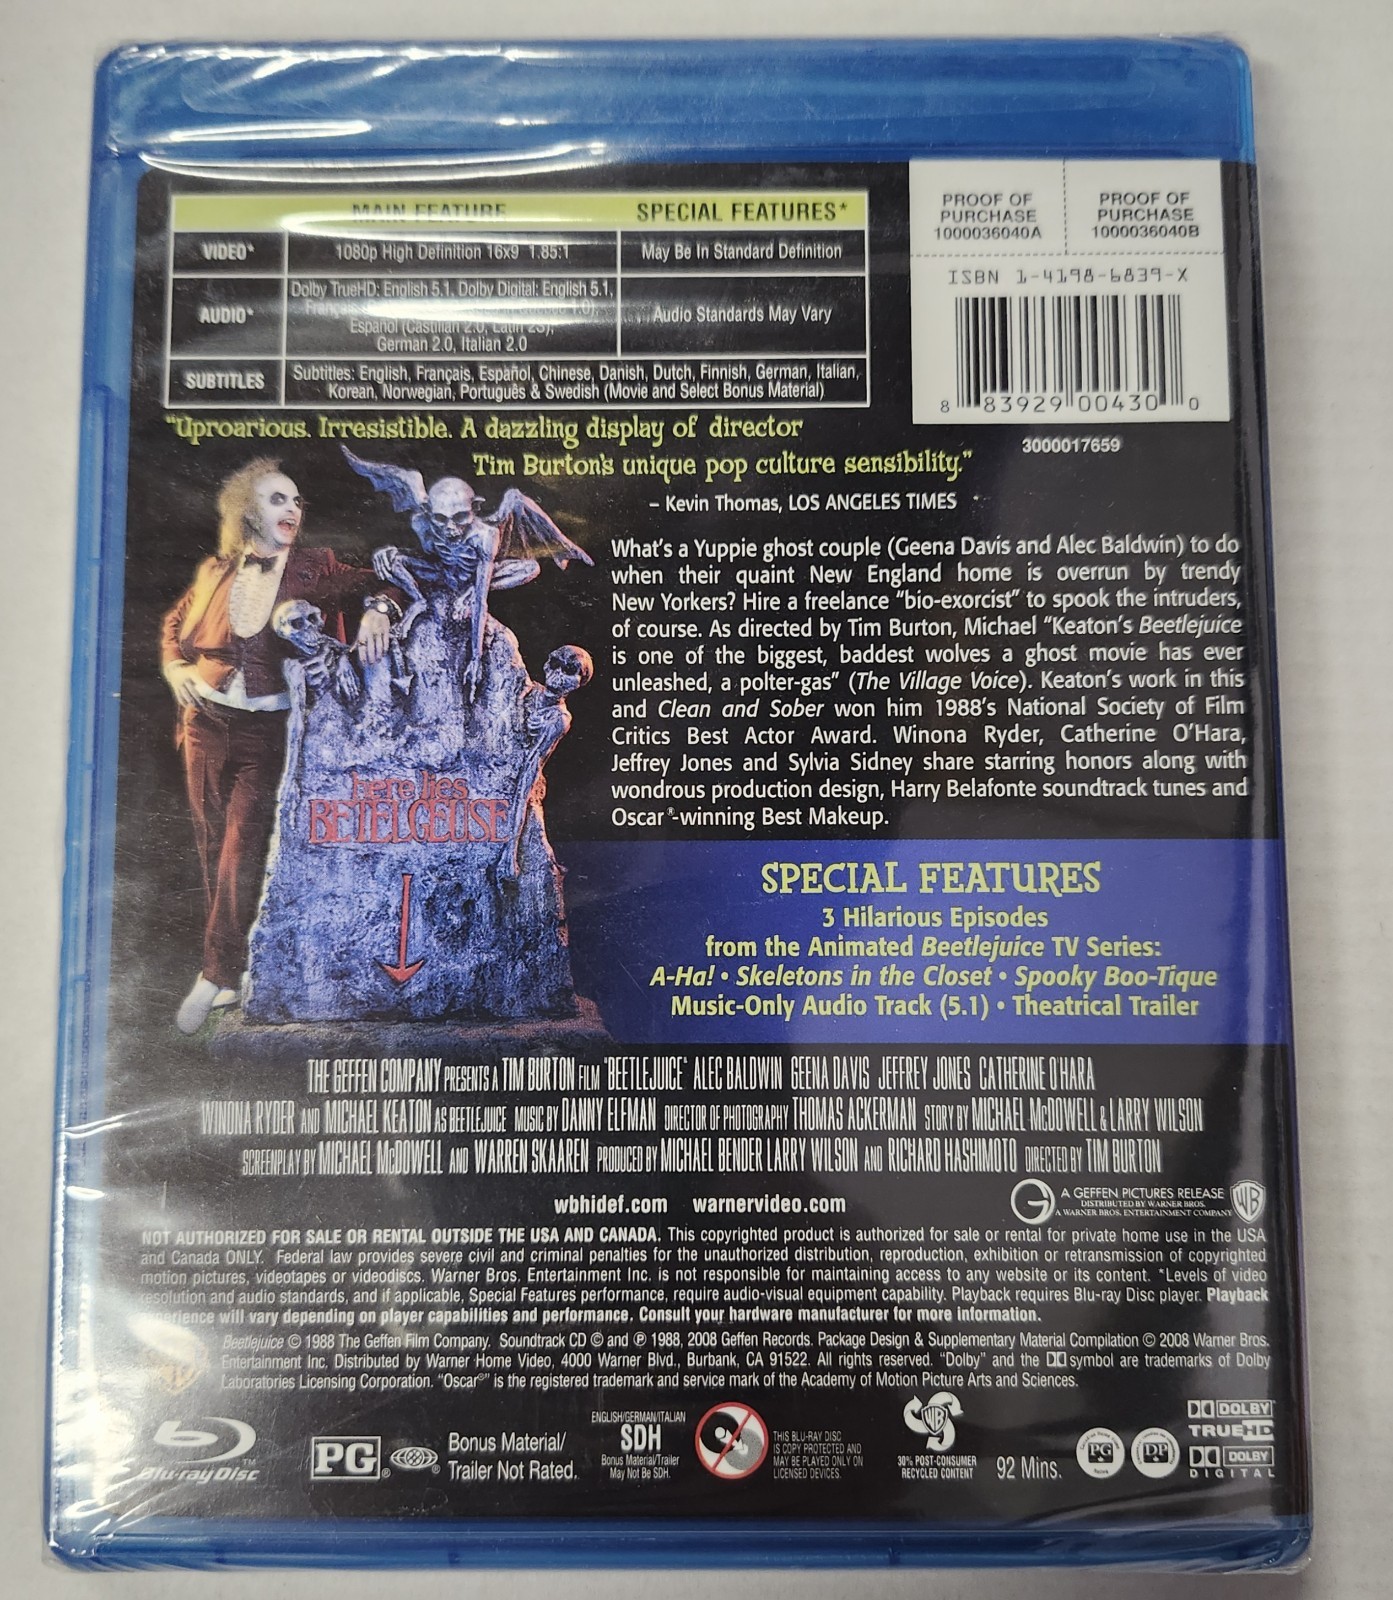 MAIN FEATURE SPECIAL FEATURES*
VIDEO* 1080p High Definition 16x9 1.85:1 May Be In Standard Definition
AUDIO* Dolby TrueHD: English 5.1, Dolby Digital: English 5.1,
Español (Castilian 2.0, Latin 2.0),
German 2.0, Italian 2.0
Audio Standards May Vary
SUBTITLES Subtitles: English, Français, Español, Chinese, Danish, Dutch, Finnish, German, Italian,
Korean, Norwegian, Português & Swedish (Movie and Select Bonus Material)
PROOF OF
PURCHASE
1000036040A
PROOF OF
PURCHASE
1000036040B
ISBN 1-4198-6839-X
8 83929 00430 0
3000017659
"Uproarious. Irresistible. A dazzling display of director
Tim Burton's unique pop culture sensibility."
– Kevin Thomas, LOS ANGELES TIMES
What's a Yuppie ghost couple (Geena Davis and Alec Baldwin) to do
when their quaint New England home is overrun by trendy
New Yorkers? Hire a freelance "bio-exorcist" to spook the intruders,
of course. As directed by Tim Burton, Michael "Keaton's Beetlejuice
is one of the biggest, baddest wolves a ghost movie has ever
unleashed, a polter-gas" (The Village Voice). Keaton's work in this
and Clean and Sober won him 1988's National Society of Film
Critics Best Actor Award. Winona Ryder, Catherine O'Hara,
Jeffrey Jones and Sylvia Sidney share starring honors along with
wondrous production design, Harry Belafonte soundtrack tunes and
Oscar®-winning Best Makeup.
here lies
BETELGEUSE
SPECIAL FEATURES
3 Hilarious Episodes
from the Animated Beetlejuice TV Series:
A-Ha! • Skeletons in the Closet • Spooky Boo-Tique
Music-Only Audio Track (5.1) • Theatrical Trailer
THE GEFFEN COMPANY PRESENTS A TIM BURTON FILM "BEETLEJUICE" ALEC BALDWIN GEENA DAVIS JEFFREY JONES CATHERINE O'HARA
WINONA RYDER AND MICHAEL KEATON AS BEETLEJUICE MUSIC BY DANNY ELFMAN DIRECTOR OF PHOTOGRAPHY THOMAS ACKERMAN STORY BY MICHAEL McDOWELL & LARRY WILSON
SCREENPLAY BY MICHAEL McDOWELL AND WARREN SKAAREN PRODUCED BY MICHAEL BENDER LARRY WILSON AND RICHARD HASHIMOTO DIRECTED BY TIM BURTON
wbhidef.com warnervideo.com
A GEFFEN PICTURES RELEASE
DISTRIBUTED BY WARNER BROS.
A WARNER BROS. ENTERTAINMENT COMPANY
WB
NOT AUTHORIZED FOR SALE OR RENTAL OUTSIDE THE USA AND CANADA. This copyrighted product is authorized for sale or rental for private home use in the USA
and Canada ONLY. Federal law provides severe civil and criminal penalties for the unauthorized distribution, reproduction, exhibition or retransmission of copyrighted
motion pictures, videotapes or videodiscs. Warner Bros. Entertainment Inc. is not responsible for maintaining access to any website or its content. *Levels of video
resolution and audio standards, and if applicable, Special Features performance, require audio-visual equipment capability. Playback requires Blu-ray Disc player. Playback
experience will vary depending on player capabilities and performance. Consult your hardware manufacturer for more information.
Beetlejuice © 1988 The Geffen Film Company. Soundtrack CD © and ℗ 1988, 2008 Geffen Records. Package Design & Supplementary Material Compilation © 2008 Warner Bros.
Entertainment Inc. Distributed by Warner Home Video, 4000 Warner Blvd., Burbank, CA 91522. All rights reserved. "Dolby" and the DD symbol are trademarks of Dolby
Laboratories Licensing Corporation. "Oscar®" is the registered trademark and service mark of the Academy of Motion Picture Arts and Sciences.
Blu-ray Disc™
PG®
Bonus Material/
Trailer Not Rated.
ENGLISH/GERMAN/ITALIAN
SDH
Bonus Material/Trailer
May Not Be SDH.
THIS BLU-RAY DISC
IS COPY PROTECTED AND
MAY BE PLAYED ONLY ON
LICENSED DEVICES.
WB
30% POST-CONSUMER
RECYCLED CONTENT
92 Mins.
PG
DP
DOLBY
TRUEHD
DOLBY
DIGITAL